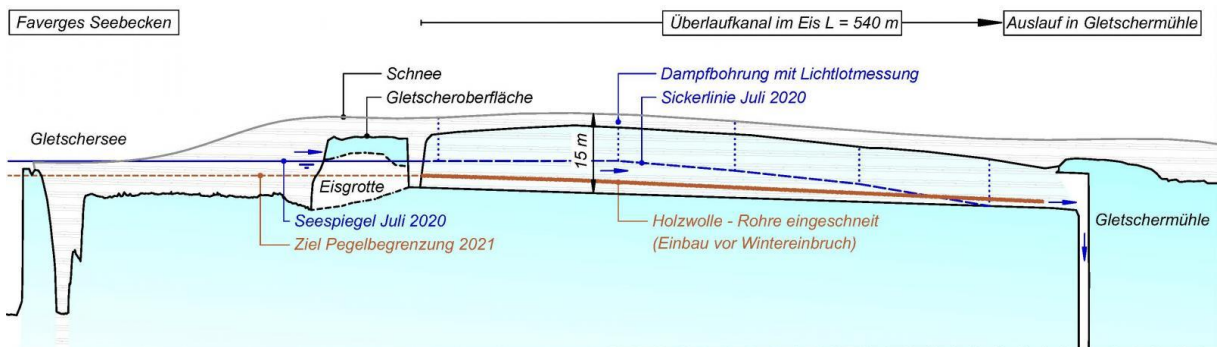 Faverges Seebecken
Überlaufkanal im Eis L = 540 m
Auslauf in Gletschermühle
Schnee
Gletscheroberfläche
Dampfbohrung mit Lichtlotmessung
Sickerlinie Juli 2020
Gletschersee
15 m
Eisgrotte
Seespiegel Juli 2020
Ziel Pegelbegrenzung 2021
Holzwolle - Rohre eingeschneit
(Einbau vor Wintereinbruch)
Gletschermühle